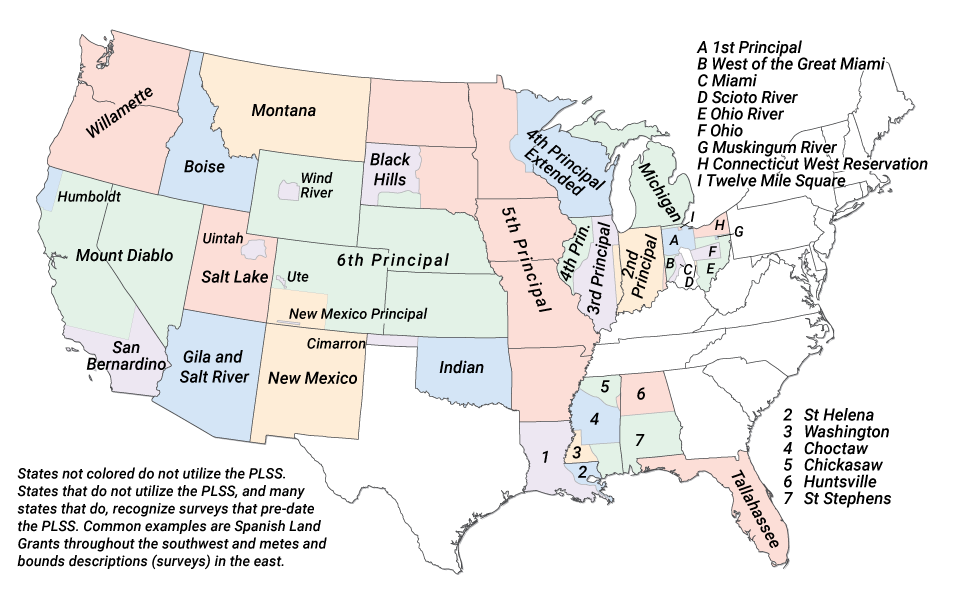 A 1st Principal
B West of the Great Miami
C Miami
D Scioto River
E Ohio River
F Ohio
G Muskingum River
H Connecticut West Reservation
I Twelve Mile Square
Willamette
Montana
Boise
Black
Hills
Wind
River
4th Principal
Extended
Michigan
Humboldt
Mount Diablo
Uintah
Salt Lake
Ute
6th Principal
5th Principal
4th Prin.
3rd Principal
2nd
Principal
I
H
G
A
F
B
C
E
D
New Mexico Principal
Cimarron
San
Bernardino
Gila and
Salt River
New Mexico
Indian
5
6
4
7
3
1
2
Tallahassee
2 St Helena
3 Washington
4 Choctaw
5 Chickasaw
6 Huntsville
7 St Stephens
States not colored do not utilize the PLSS.
States that do not utilize the PLSS, and many
states that do, recognize surveys that pre-date
the PLSS. Common examples are Spanish Land
Grants throughout the southwest and metes and
bounds descriptions (surveys) in the east.